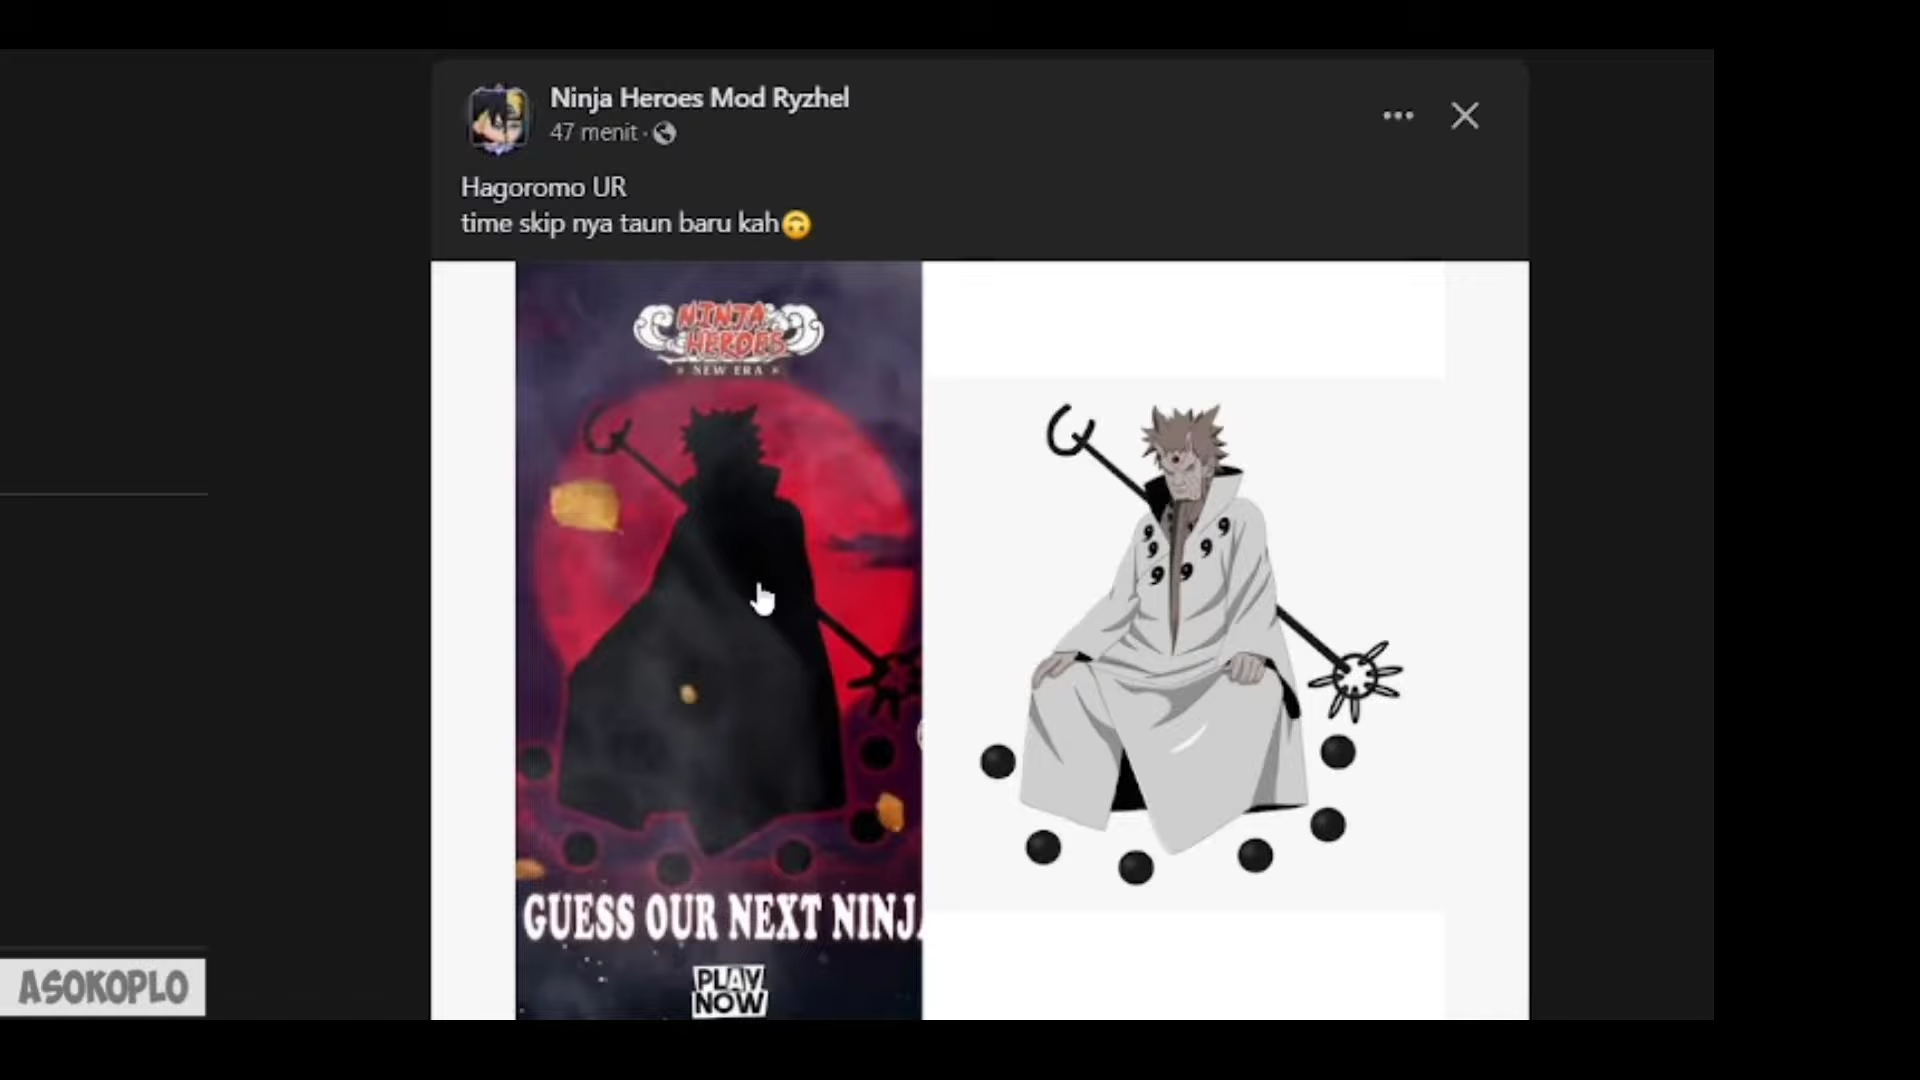 Ninja Heroes Mod Ryzhel
47 menit ·
Hagoromo UR
time skip nya taun baru kah🙃
NINJA
HEROES
NEW ERA
GUESS OUR NEXT NINJA
PLAY
NOW
ASOKOPLO